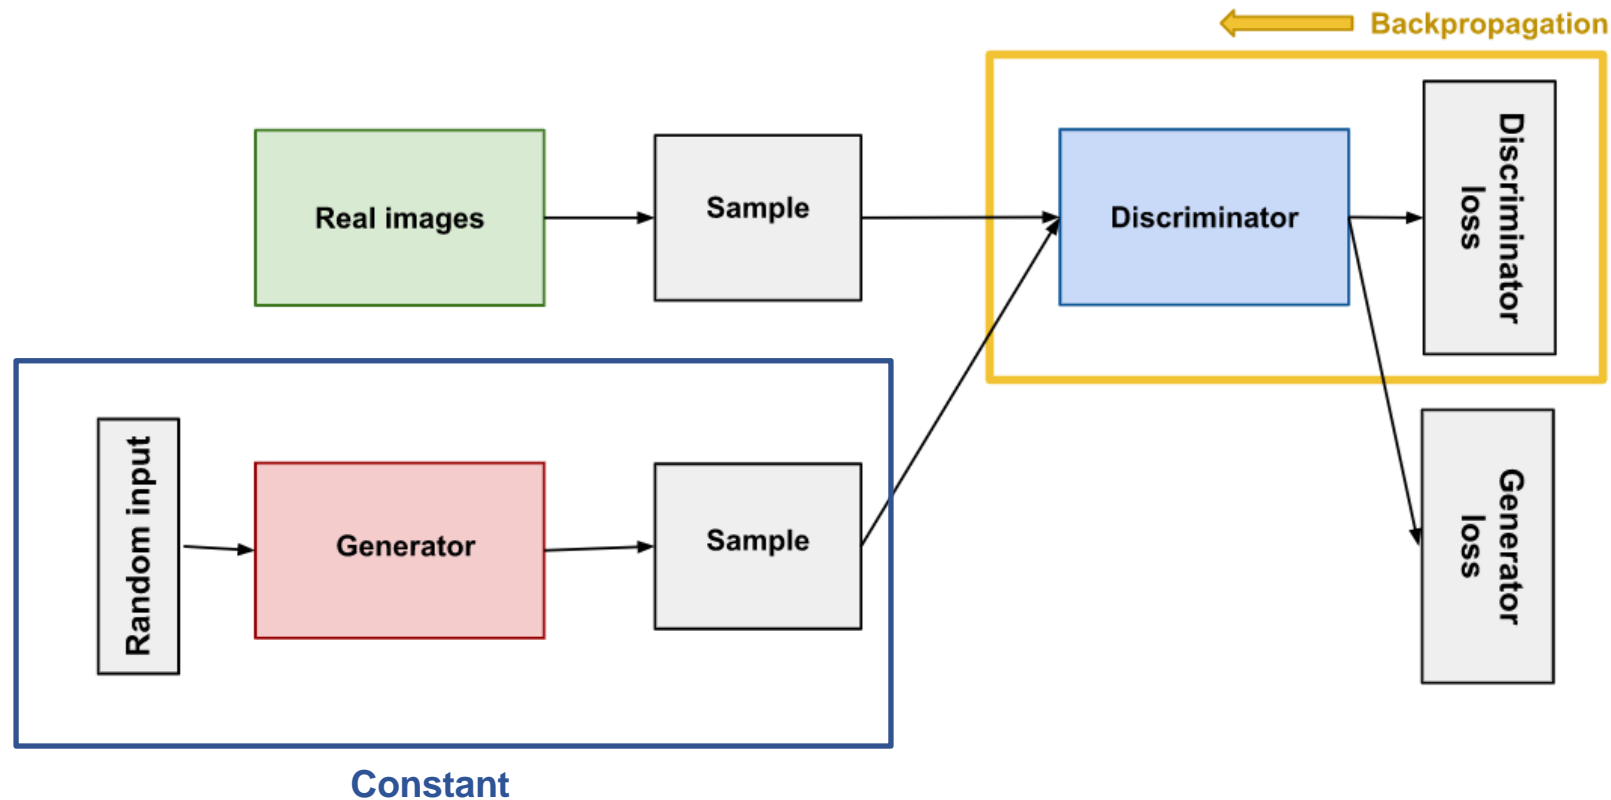 Backpropagation
Real images
Sample
Discriminator
Discriminator
loss
Random input
Generator
Sample
Generator
loss
Constant